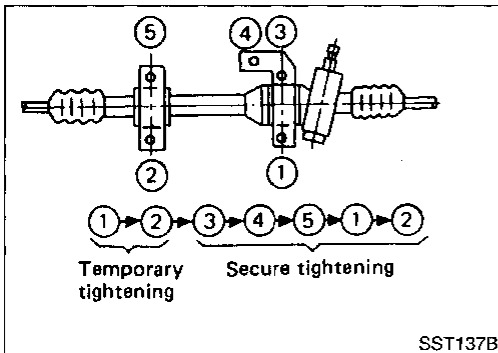 5 4 3
2 1
1 2 3 4 5 1 2
Temporary Secure tightening
tightening
SST137B